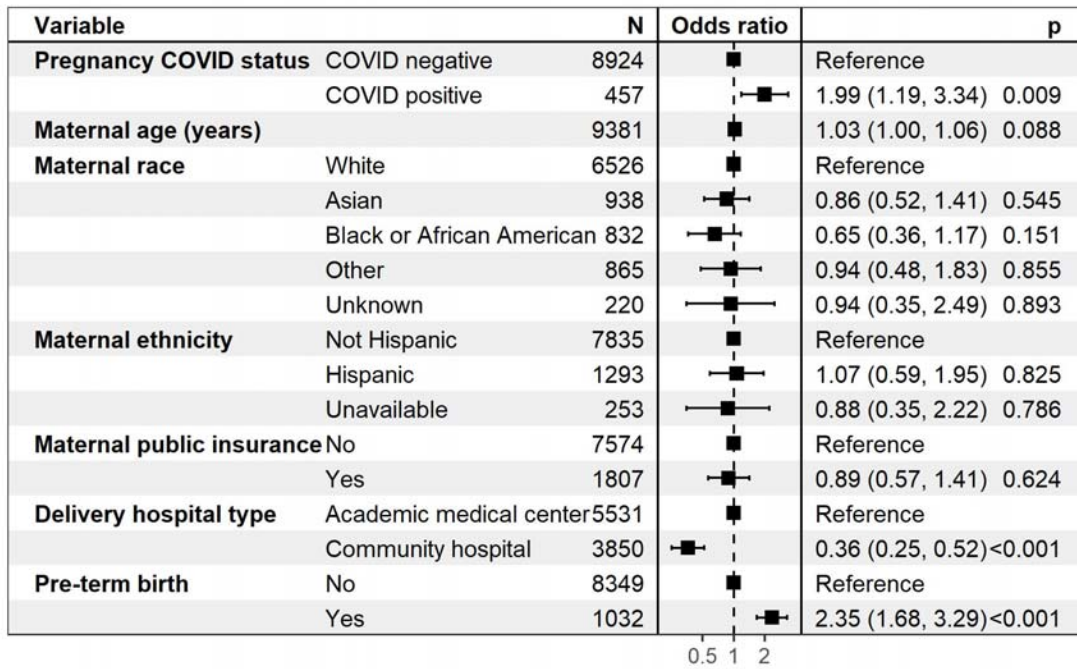 Variable N Odds ratio p
Pregnancy COVID status COVID negative 8924 Reference
COVID positive 457 1.99 (1.19, 3.34) 0.009
Maternal age (years) 9381 1.03 (1.00, 1.06) 0.088
Maternal race White 6526 Reference
Asian 938 0.86 (0.52, 1.41) 0.545
Black or African American 832 0.65 (0.36, 1.17) 0.151
Other 865 0.94 (0.48, 1.83) 0.855
Unknown 220 0.94 (0.35, 2.49) 0.893
Maternal ethnicity Not Hispanic 7835 Reference
Hispanic 1293 1.07 (0.59, 1.95) 0.825
Unavailable 253 0.88 (0.35, 2.22) 0.786
Maternal public insurance No 7574 Reference
Yes 1807 0.89 (0.57, 1.41) 0.624
Delivery hospital type Academic medical center 5531 Reference
Community hospital 3850 0.36 (0.25, 0.52) <0.001
Pre-term birth No 8349 Reference
Yes 1032 2.35 (1.68, 3.29) <0.001
0.5 1 2